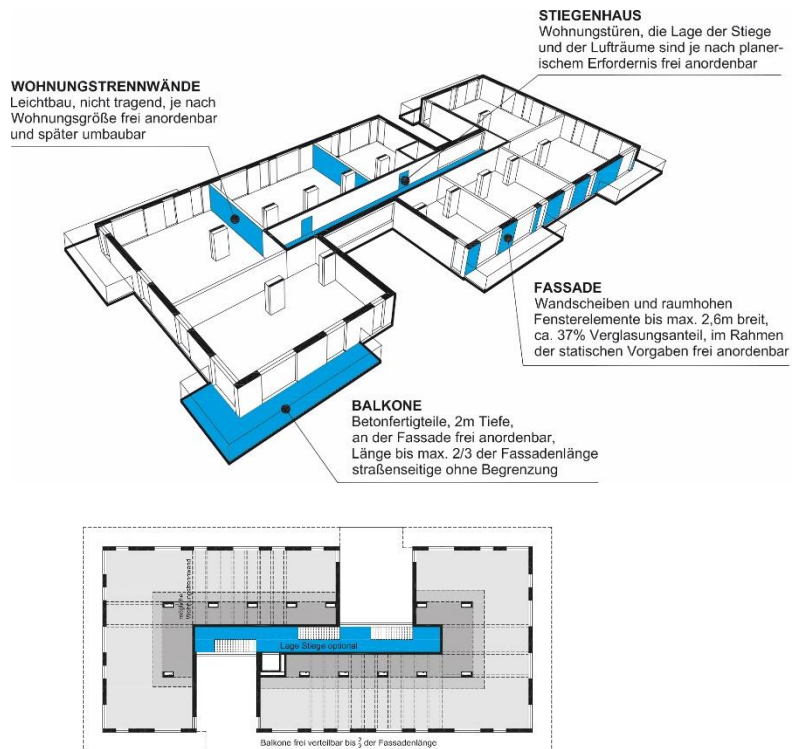 STIEGENHAUS
Wohnungstüren, die Lage der Stiege
und der Lufträume sind je nach planer-
ischem Erfordernis frei anordenbar
WOHNUNGSTRENNWÄNDE
Leichtbau, nicht tragend, je nach
Wohnungsgröße frei anordenbar
und später umbaubar
FASSADE
Wandscheiben und raumhohen
Fensterelemente bis max. 2,6m breit,
ca. 37% Verglasungsanteil, im Rahmen
der statischen Vorgaben frei anordenbar
BALKONE
Betonfertigteile, 2m Tiefe,
an der Fassade frei anordenbar,
Länge bis max. 2/3 der Fassadenlänge
straßenseitige ohne Begrenzung
mögliche
Wohnungstrennwand
Lage Stiege optional
Balkone frei verteilbar bis 2/3 der Fassadenlänge